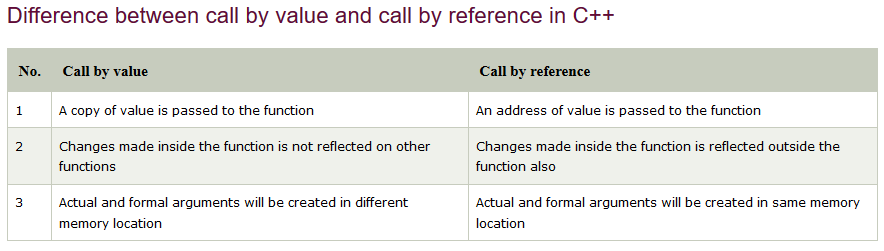 Difference between call by value and call by reference in C++
No. Call by value Call by reference
1 A copy of value is passed to the function An address of value is passed to the function
2 Changes made inside the function is not reflected on other functions Changes made inside the function is reflected outside the function also
3 Actual and formal arguments will be created in different memory location Actual and formal arguments will be created in same memory location